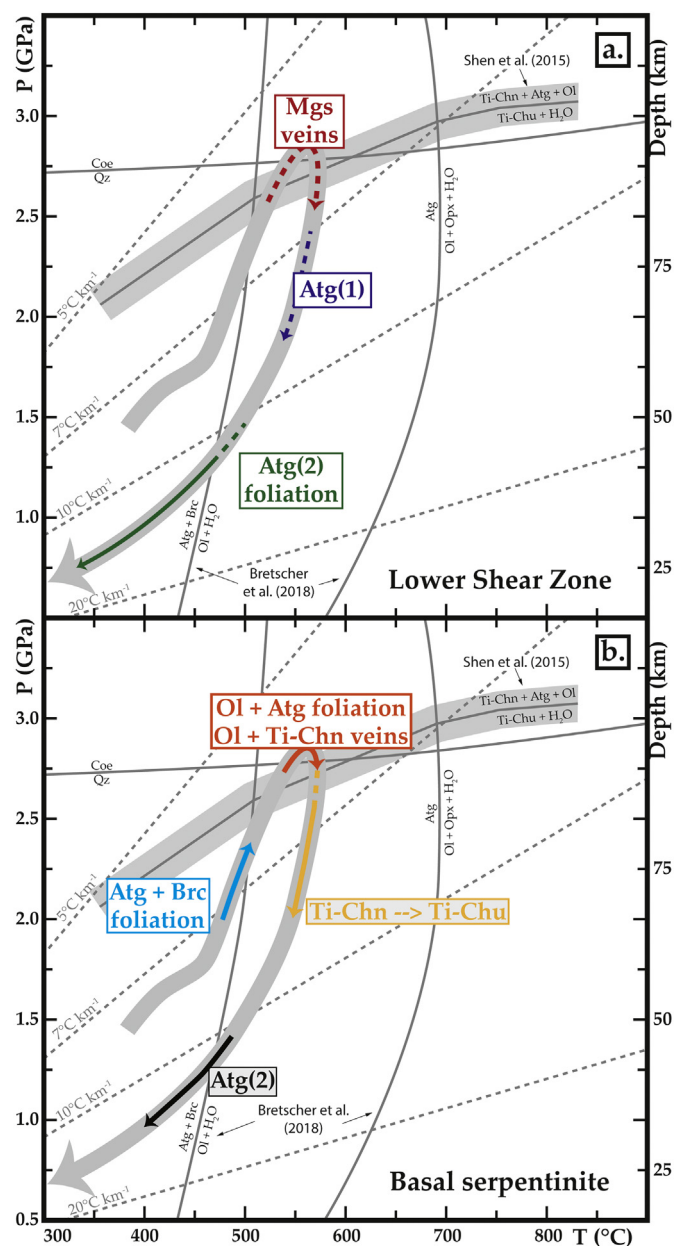 P (GPa)
a.
Depth (km)
Shen et al. (2015)
Ti-Chn + Atg + Ol
Ti-Chu + H₂O
3.0
Mgs
veins
Coe
Qz
2.5
Atg
Ol + Opx + H₂O
5°C km⁻¹
Atg(1)
75
2.0
7°C km⁻¹
1.5
50
Atg(2)
foliation
10°C km⁻¹
1.0
Atg + Brc
Ol + H₂O
Bretscher
et al.
(2018)
Lower Shear Zone
25
20°C km⁻¹
P (GPa)
b.
Depth (km)
Shen et al. (2015)
Ol + Atg foliation
Ol + Ti-Chn veins
Ti-Chn + Atg + Ol
Ti-Chu + H₂O
3.0
Coe
Qz
2.5
Atg
Ol + Opx + H₂O
5°C km⁻¹
Atg + Brc
foliation
75
Ti-Chn --> Ti-Chu
2.0
7°C km⁻¹
1.5
50
Atg(2)
10°C km⁻¹
1.0
Atg + Brc
Ol + H₂O
Bretscher et al.
(2018)
Basal serpentinite
25
20°C km⁻¹
0.5
300
400
500
600
700
800
T (°C)